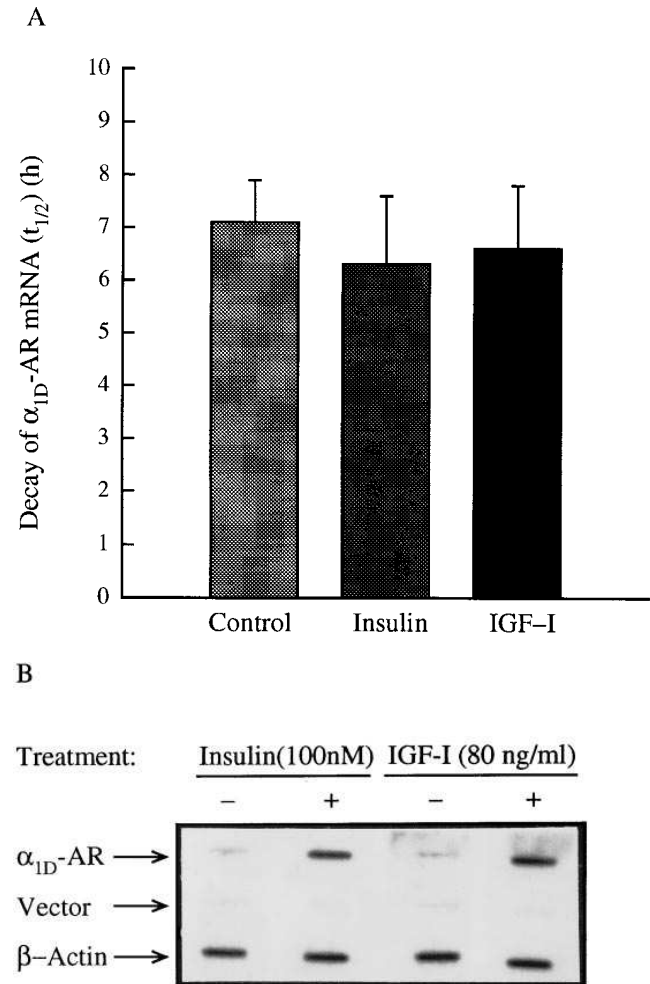 A
Decay of α1D-AR mRNA (t1/2) (h)
10
9
8
7
6
5
4
3
2
1
0
Control Insulin IGF–I
B
Treatment: Insulin(100nM) IGF-I (80 ng/ml)
– + – +
α1D-AR
Vector
β–Actin